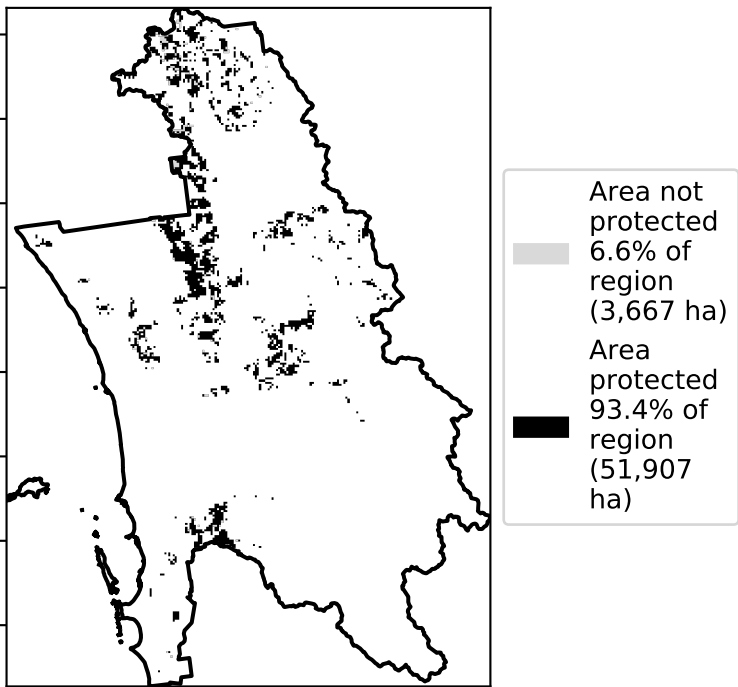 Area not
protected
6.6% of
region
(3,667 ha)
Area
protected
93.4% of
region
(51,907
ha)